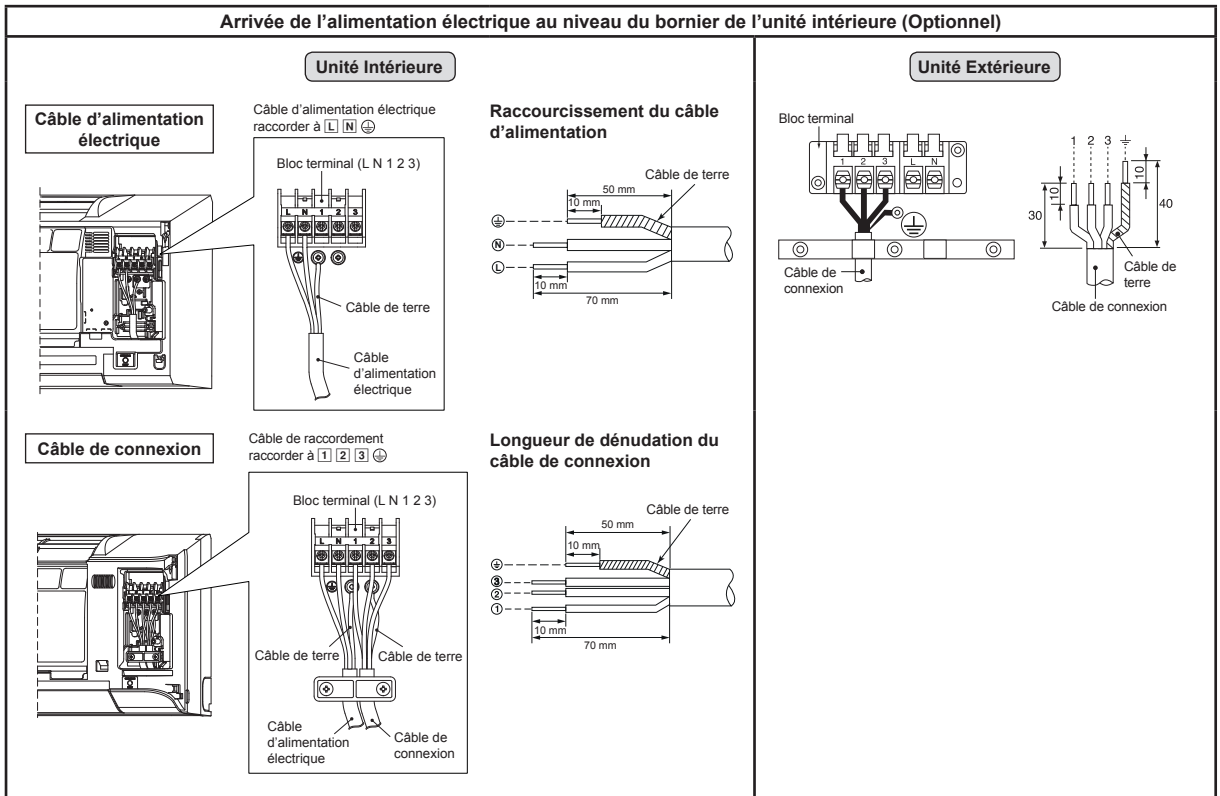 Arrivée de l'alimentation électrique au niveau du bornier de l'unité intérieure (Optionnel)
Unité Intérieure
Câble d'alimentation
électrique
Câble d'alimentation électrique
raccorder à L N ⏚
Bloc terminal (L N 1 2 3)
L N 1 2 3
Câble de terre
Câble
d'alimentation
électrique
Raccourcissement du câble
d'alimentation
50 mm
Câble de terre
10 mm
⏚
N
L
10 mm
70 mm
Câble de connexion
Câble de raccordement
raccorder à 1 2 3 ⏚
Bloc terminal (L N 1 2 3)
L N 1 2 3
Câble de terre
Câble de terre
Câble
d'alimentation
électrique
Câble de
connexion
Longueur de dénudation du
câble de connexion
50 mm
Câble de terre
10 mm
⏚
3
2
1
10 mm
70 mm
Unité Extérieure
Bloc terminal
1 2 3 L N
Câble de
connexion
1 2 3 ⏚
10
30
10
40
Câble de
terre
Câble de connexion